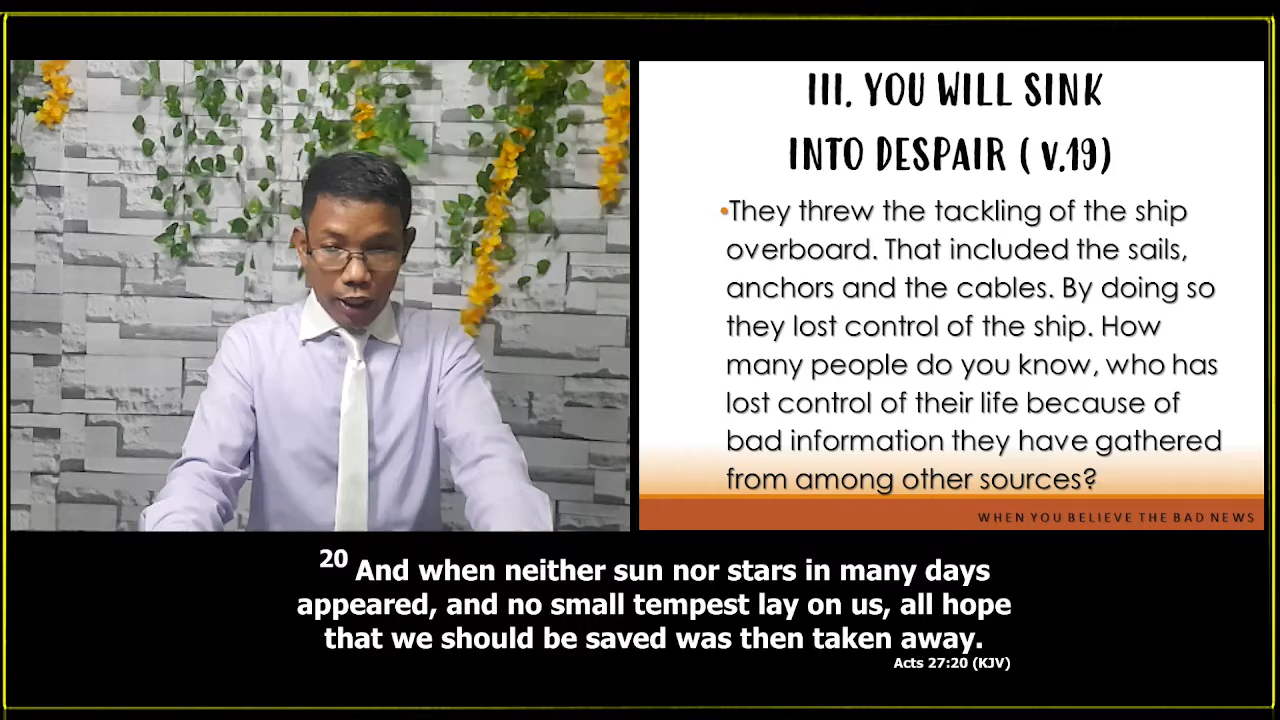 III. YOU WILL SINK
INTO DESPAIR ( V.19)
•They threw the tackling of the ship
overboard. That included the sails,
anchors and the cables. By doing so
they lost control of the ship. How
many people do you know, who has
lost control of their life because of
bad information they have gathered
from among other sources?
WHEN YOU BELIEVE THE BAD NEWS
20 And when neither sun nor stars in many days
appeared, and no small tempest lay on us, all hope
that we should be saved was then taken away.
Acts 27:20 (KJV)